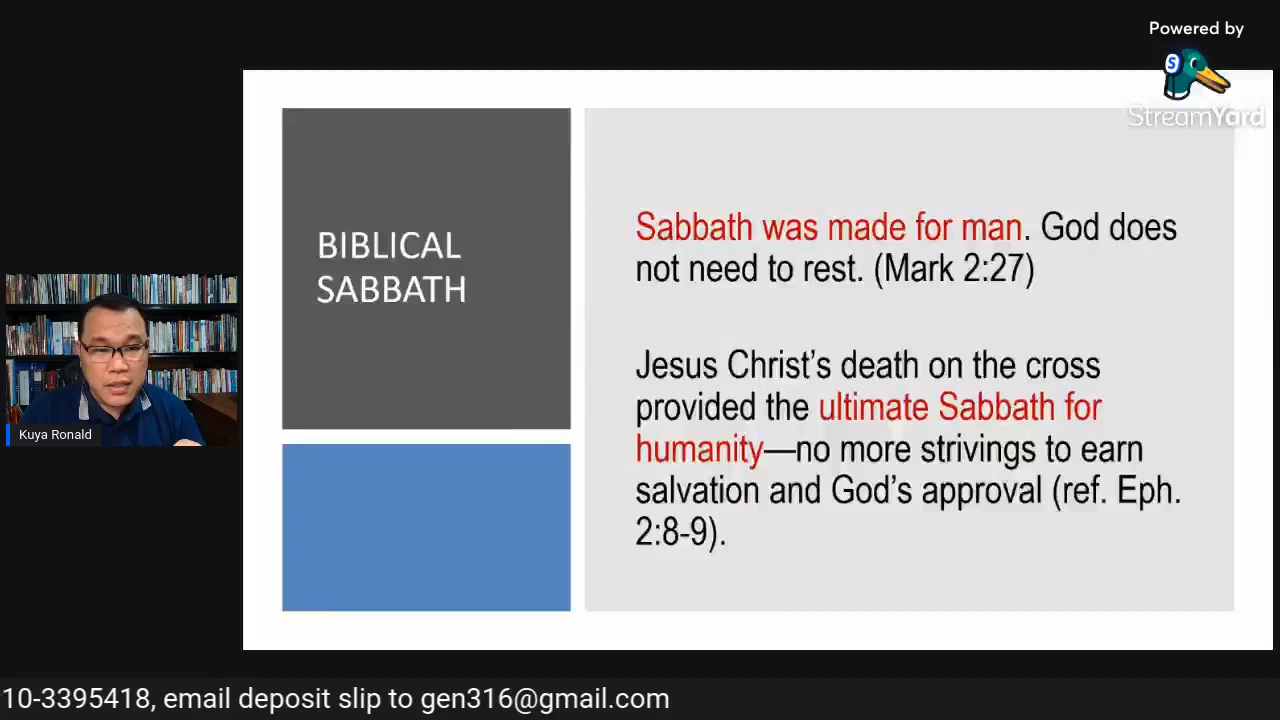 Powered by
S
StreamYard
BIBLICAL
SABBATH
Sabbath was made for man. God does
not need to rest. (Mark 2:27)
Jesus Christ’s death on the cross
provided the ultimate Sabbath for
humanity—no more strivings to earn
salvation and God’s approval (ref. Eph.
2:8-9).
Kuya Ronald
10-3395418, email deposit slip to gen316@gmail.com